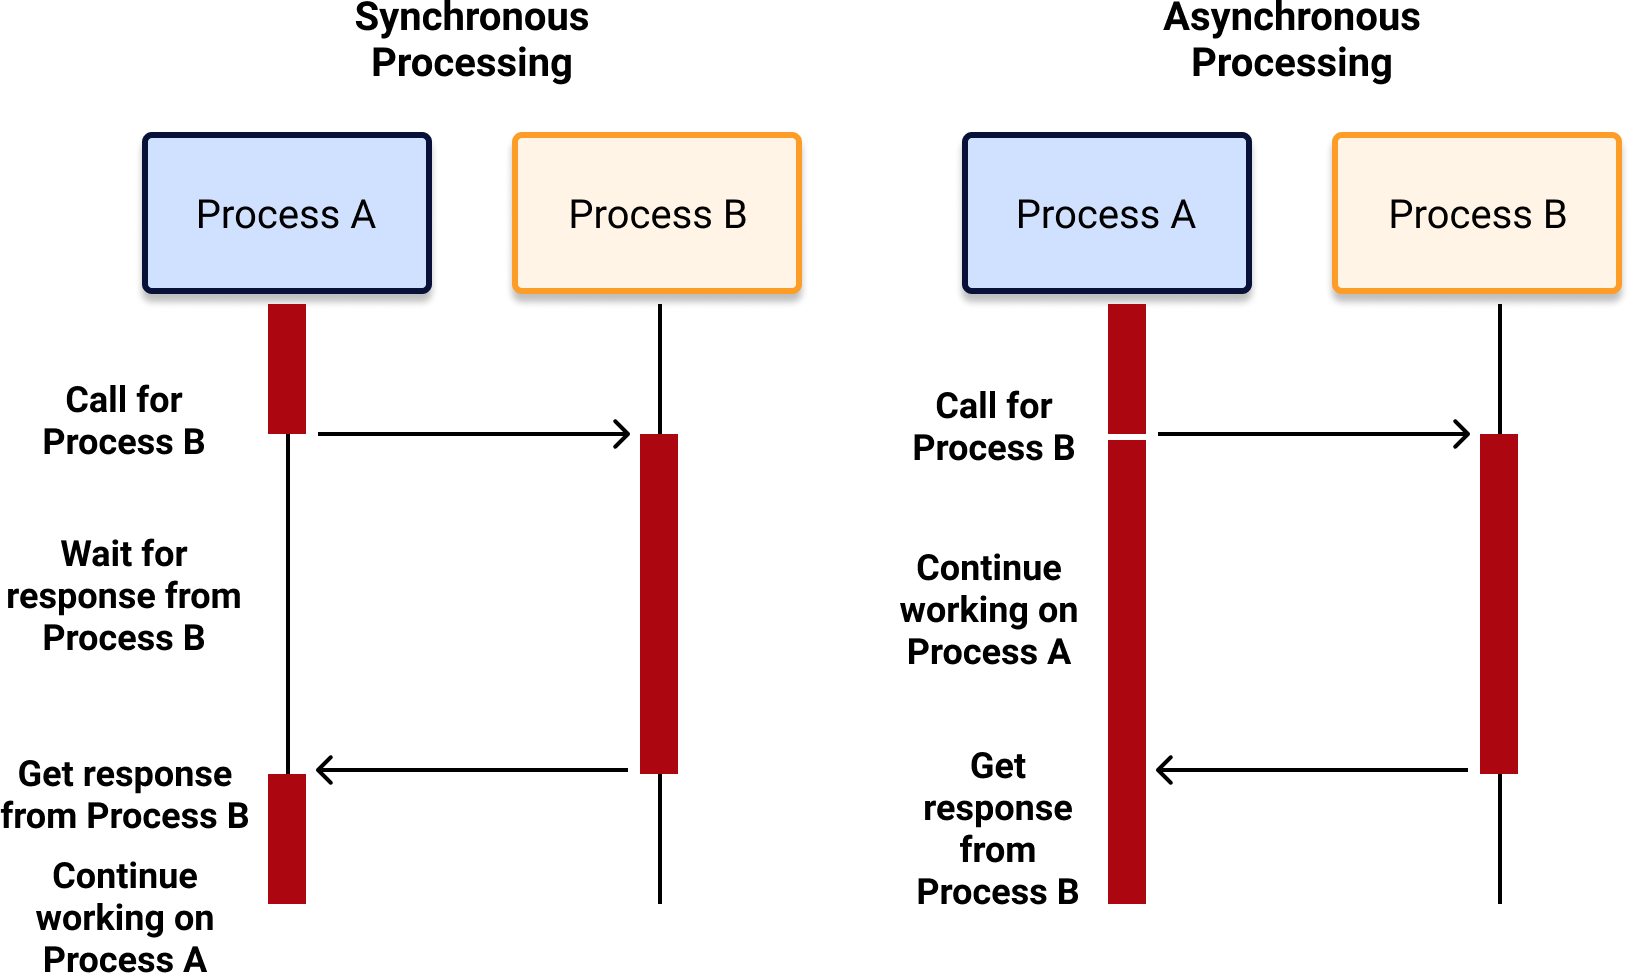 Synchronous
Processing
Process A
Process B
Call for
Process B
Wait for
response from
Process B
Get response
from Process B
Continue
working on
Process A
Asynchronous
Processing
Process A
Process B
Call for
Process B
Continue
working on
Process A
Get
response
from
Process B